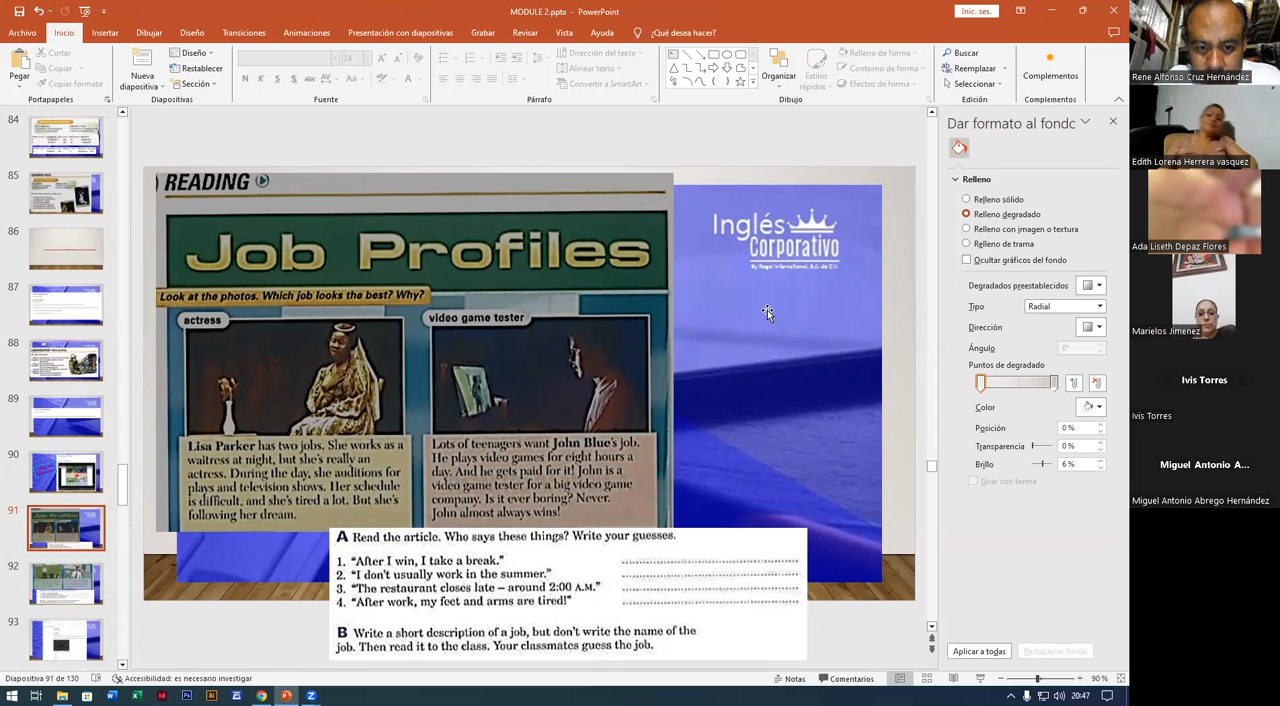 MODULE 2.pptx - PowerPoint
Inic. ses.
Archivo Inicio Insertar Dibujar Diseño Transiciones Animaciones Presentación con diapositivas Grabar Revisar Vista Ayuda ¿Qué desea hacer?
Pegar
Cortar
Copiar
Copiar formato
Portapapeles
Nueva
diapositiva
Diseño
Restablecer
Sección
Diapositivas
24
N K S S abc AV Aa A
Fuente
Dirección del texto
Alinear texto
Convertir a SmartArt
Párrafo
Organizar
Estilos
rápidos
Relleno de forma
Contorno de forma
Efectos de forma
Dibujo
Buscar
Reemplazar
Seleccionar
Edición
Complementos
Complementos
84
85
86
87
88
89
90
91
92
93
READING
Job Profiles
Look at the photos. Which job looks the best? Why?
actress
Lisa Parker has two jobs. She works as a
waitress at night, but she's really an
actress. During the day, she auditions for
plays and television shows. Her schedule
is difficult, and she's tired a lot. But she's
following her dream.
video game tester
Lots of teenagers want John Blue's job.
He plays video games for eight hours a
day. And he gets paid for it! John is a
video game tester for a big video game
company. Is it ever boring? Never.
John almost always wins!
Inglés
Corporativo
By Regal International, S.C. de C.V.
A Read the article. Who says these things? Write your guesses.
1. "After I win, I take a break."
2. "I don't usually work in the summer."
3. "The restaurant closes late – around 2:00 A.M."
4. "After work, my feet and arms are tired!"
B Write a short description of a job, but don't write the name of the
job. Then read it to the class. Your classmates guess the job.
Dar formato al fondo
Relleno
Relleno sólido
Relleno degradado
Relleno con imagen o textura
Relleno de trama
Ocultar gráficos del fondo
Degradados preestablecidos
Tipo Radial
Dirección
Ángulo 0°
Puntos de degradado
Color
Posición 0 %
Transparencia 0 %
Brillo 6 %
Girar con forma
Aplicar a todas Restablecer fondo
Rene Alfonso Cruz Hernández
Edith Lorena Herrera vasquez
Ada Liseth Depaz Flores
Marielos Jimenez
Ivis Torres
Ivis Torres
Miguel Antonio A...
Miguel Antonio Abrego Hernández
Diapositiva 91 de 130 Accesibilidad: es necesario investigar Notas Comentarios 90 %
20:47